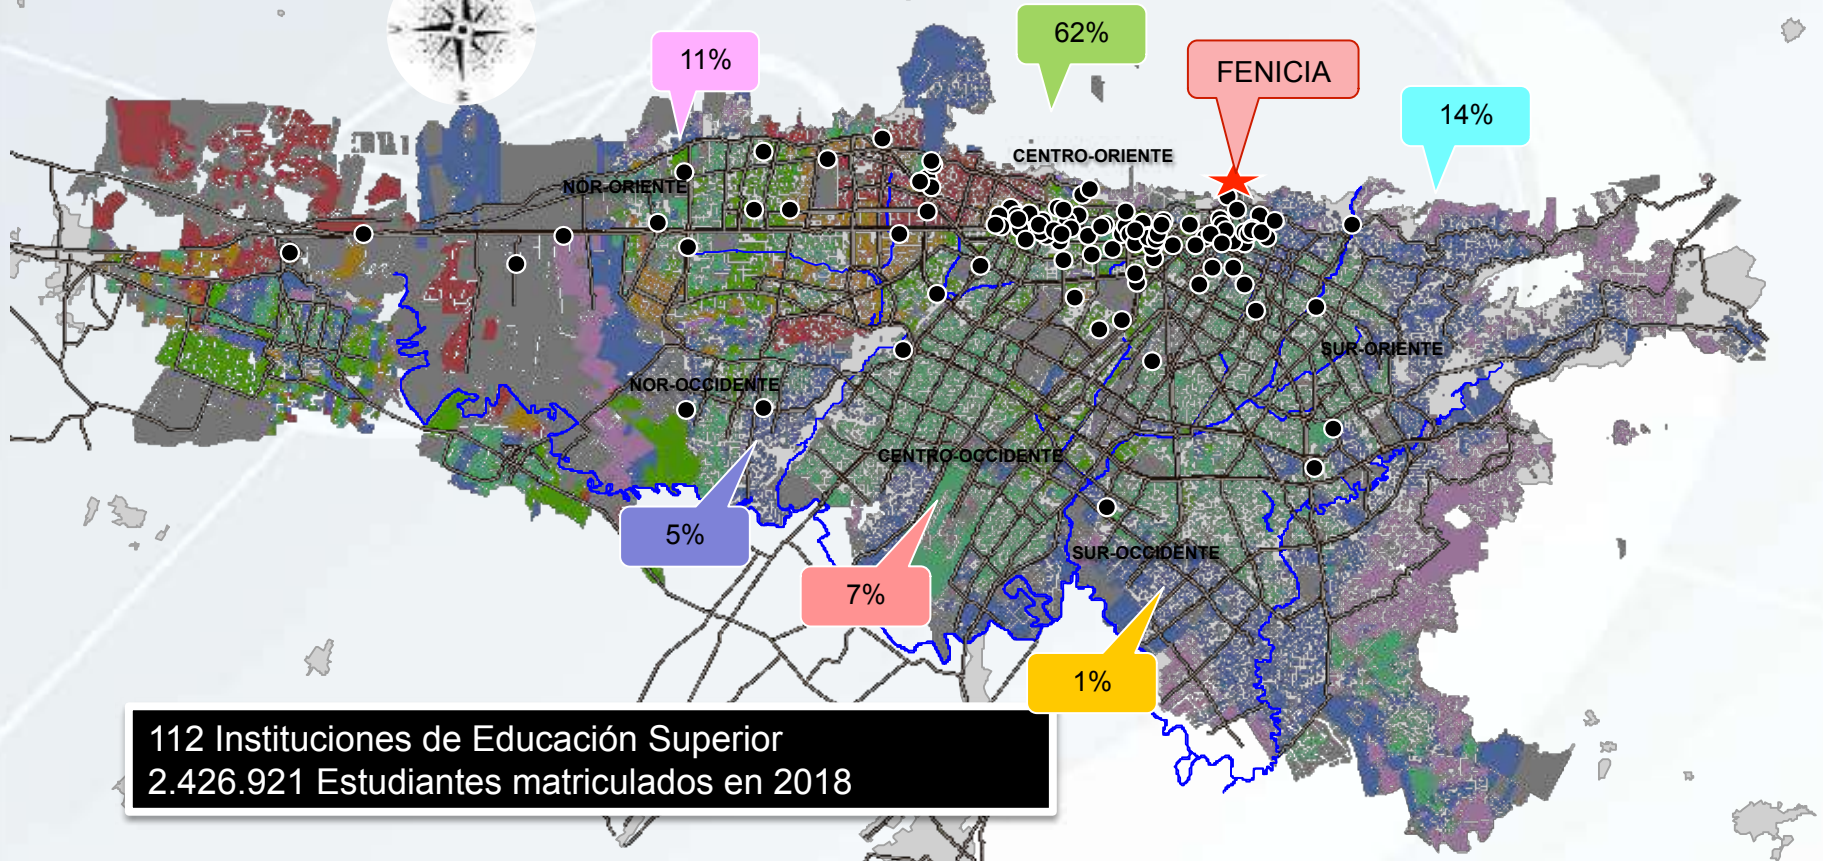 62%
11%
FENICIA
14%
CENTRO-ORIENTE
NOR-ORIENTE
SUR-ORIENTE
NOR-OCCIDENTE
CENTRO-OCCIDENTE
5%
SUR-OCCIDENTE
7%
1%
112 Instituciones de Educación Superior
2.426.921 Estudiantes matriculados en 2018